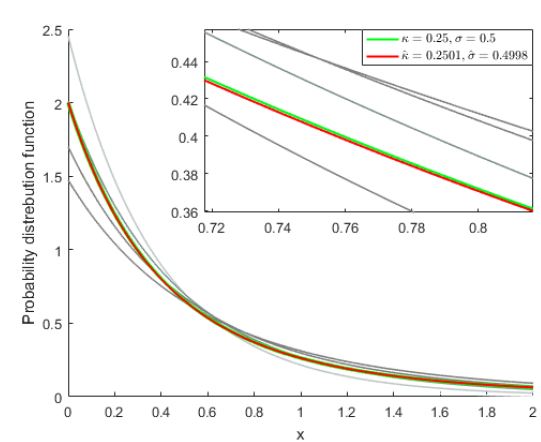 2.5
2
1.5
1
0.5
0
Probability distrebution function
0 0.2 0.4 0.6 0.8 1 1.2 1.4 1.6 1.8 2
x
0.44
0.42
0.4
0.38
0.36
0.72 0.74 0.76 0.78 0.8
κ = 0.25, σ = 0.5
κ̂ = 0.2501, σ̂ = 0.4998